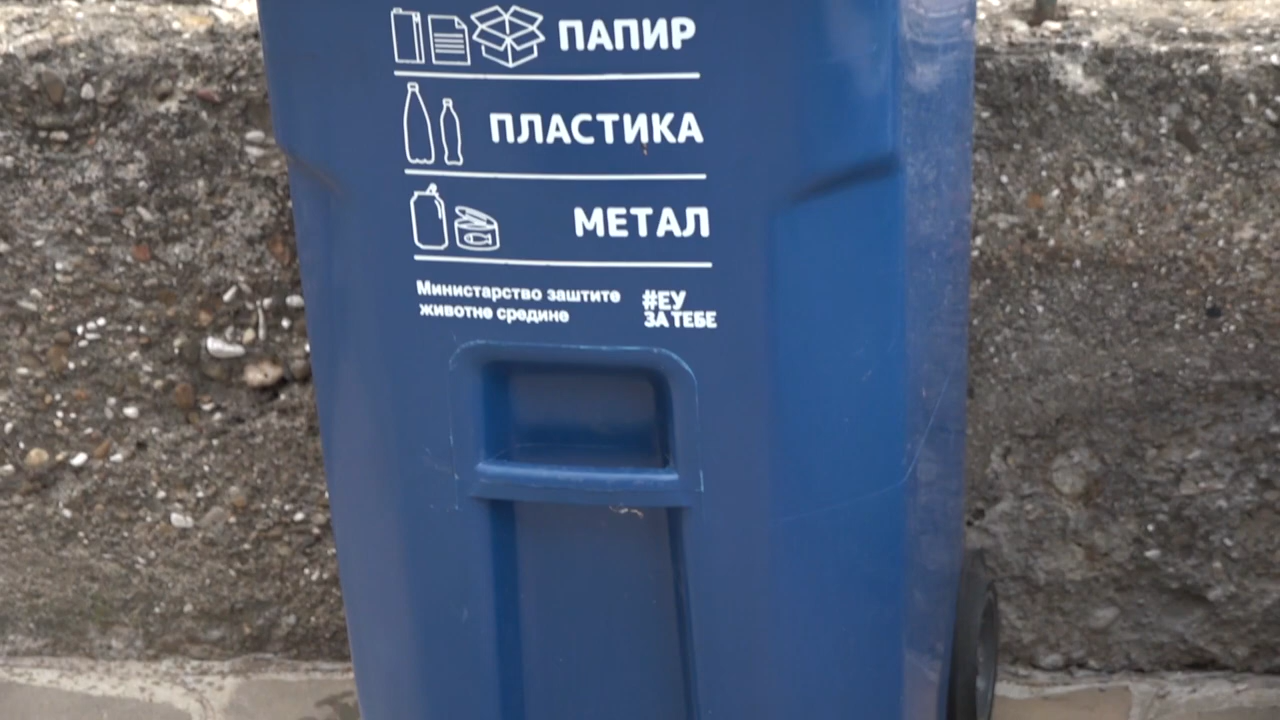 ПАПИР
ПЛАСТИКА
МЕТАЛ
Министарство заштите
животне средине
#ЕУ
ЗА ТЕБЕ